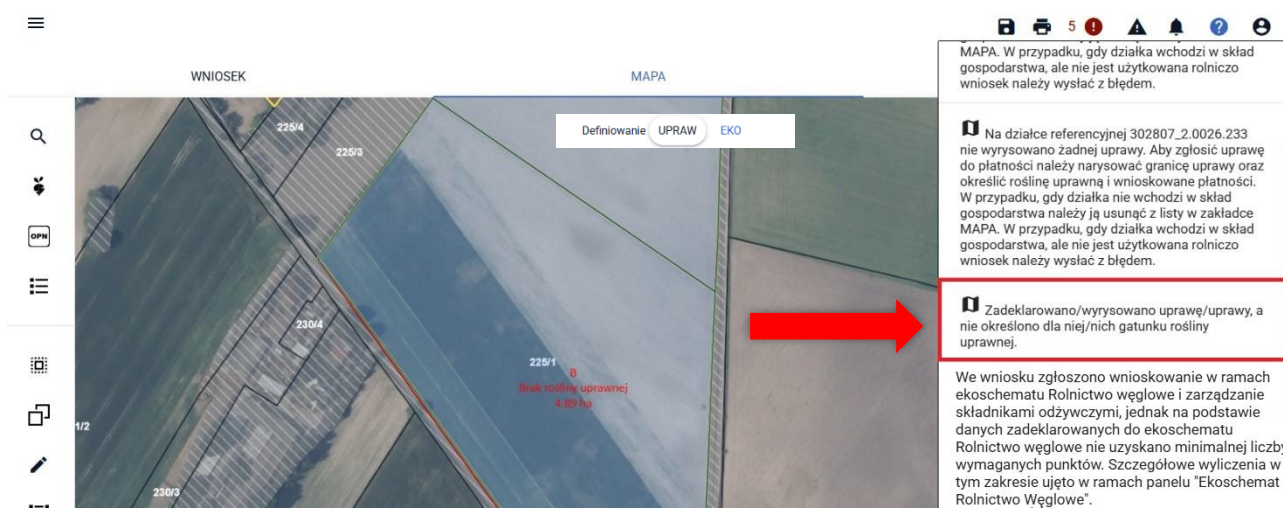 5
WNIOSEK
MAPA
Definiowanie UPRAW EKO
OPN
225/4
225/3
230/4
225/1
B
Brak rośliny uprawnej
4.89 ha
1/2
230/3
MAPA. W przypadku, gdy działka wchodzi w skład
gospodarstwa, ale nie jest użytkowana rolniczo
wniosek należy wysłać z błędem.
Na działce referencyjnej 302807_2.0026.233
nie wyrysowano żadnej uprawy. Aby zgłosić uprawę
do płatności należy narysować granicę uprawy oraz
określić roślinę uprawną i wnioskowane płatności.
W przypadku, gdy działka nie wchodzi w skład
gospodarstwa należy ją usunąć z listy w zakładce
MAPA. W przypadku, gdy działka wchodzi w skład
gospodarstwa, ale nie jest użytkowana rolniczo
wniosek należy wysłać z błędem.
Zadeklarowano/wyrysowano uprawę/uprawy, a
nie określono dla niej/nich gatunku rośliny
uprawnej.
We wniosku zgłoszono wnioskowanie w ramach
ekoschematu Rolnictwo węglowe i zarządzanie
składnikami odżywczymi, jednak na podstawie
danych zadeklarowanych do ekoschematu
Rolnictwo węglowe nie uzyskano minimalnej liczby
wymaganych punktów. Szczegółowe wyliczenia w
tym zakresie ujęto w ramach panelu "Ekoschemat
Rolnictwo Węglowe".